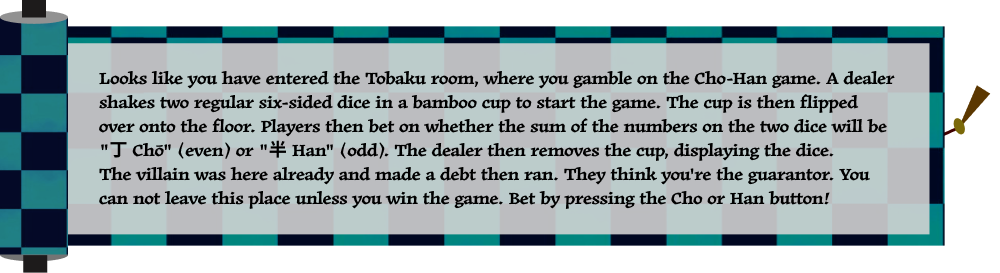 Looks like you have entered the Tobaku room, where you gamble on the Cho-Han game. A dealer
shakes two regular six-sided dice in a bamboo cup to start the game. The cup is then flipped
over onto the floor. Players then bet on whether the sum of the numbers on the two dice will be
"丁 Chō" (even) or "半 Han" (odd). The dealer then removes the cup, displaying the dice.
The villain was here already and made a debt then ran. They think you're the guarantor. You
can not leave this place unless you win the game. Bet by pressing the Cho or Han button!